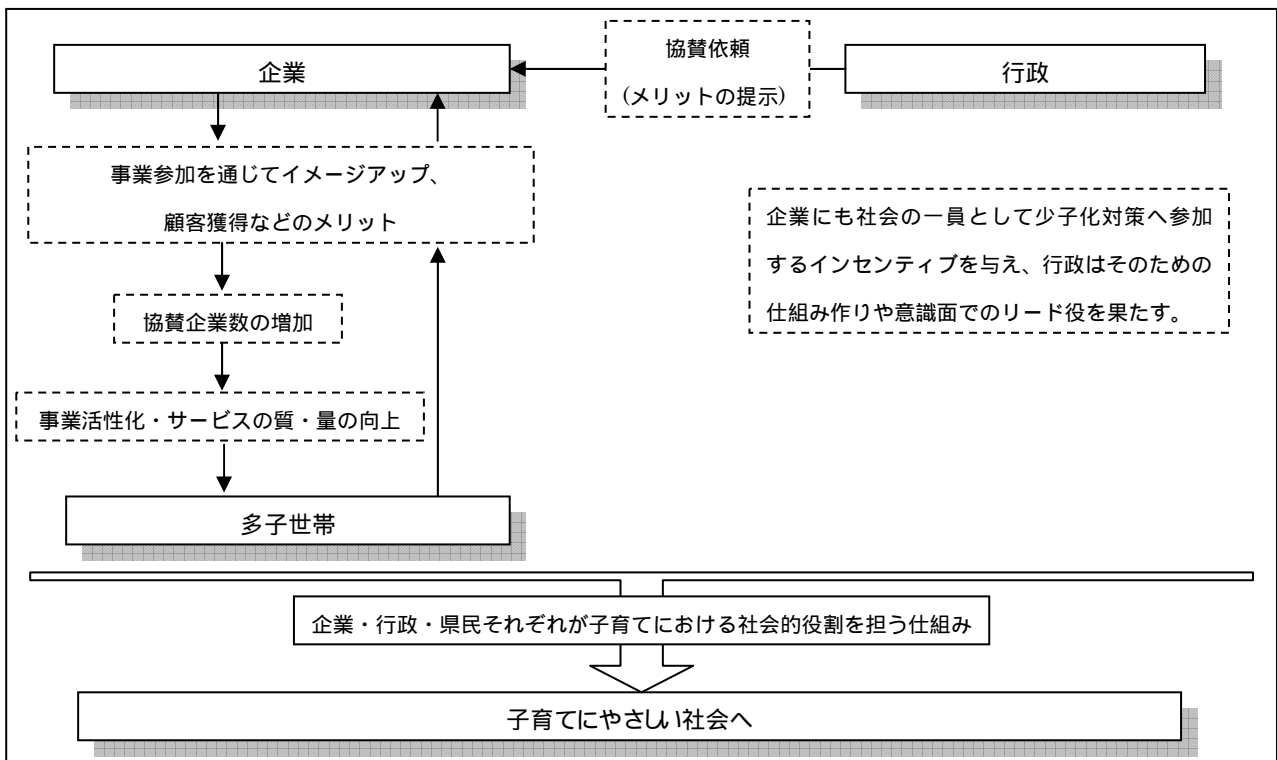 企業
協賛依頼
(メリットの提示)
行政
事業参加を通じてイメージアップ、
顧客獲得などのメリット
企業にも社会の一員として少子化対策へ参加
するインセンティブを与え、行政はそのための
仕組み作りや意識面でのリード役を果たす。
協賛企業数の増加
事業活性化・サービスの質・量の向上
多子世帯
企業・行政・県民それぞれが子育てにおける社会的役割を担う仕組み
子育てにやさしい社会へ